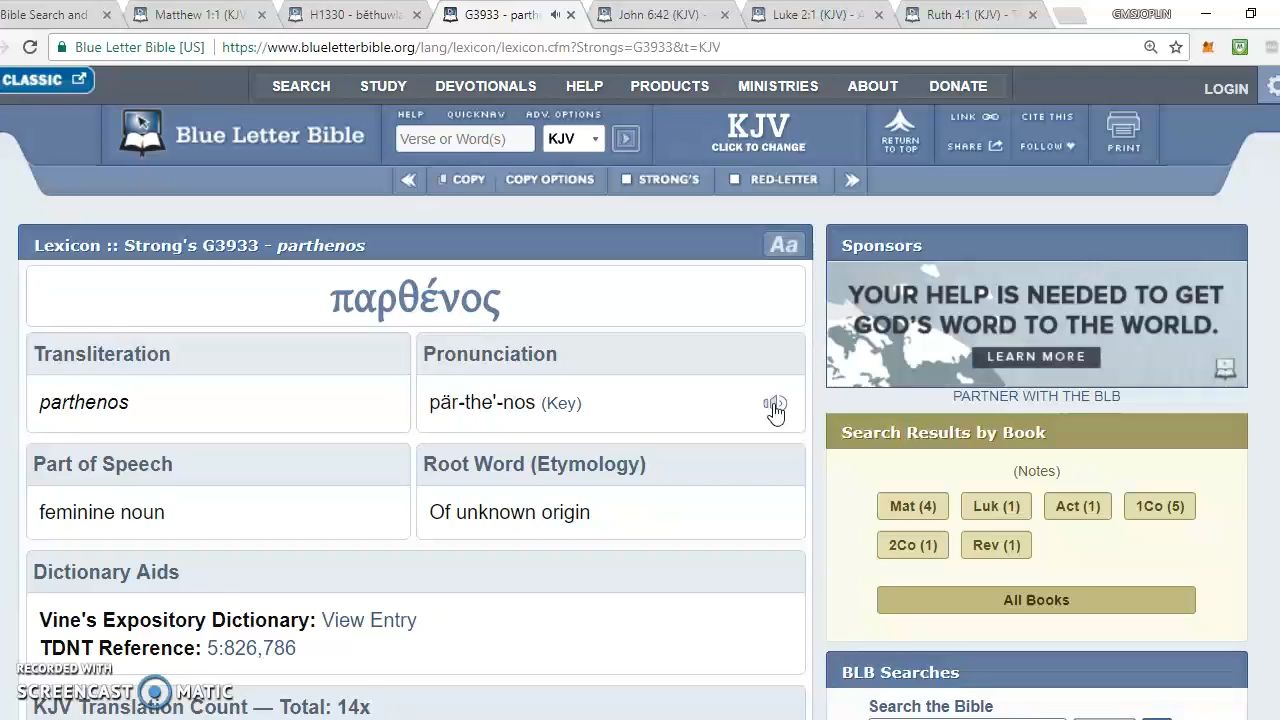 Bible Search and
Matthew 1:1 (KJV
H1330 - bĕthuwl
G3933 - parth
John 6:42 (KJV) -
Luke 2:1 (KJV) -
Ruth 4:1 (KJV) -
GMSJOPLIN
Blue Letter Bible [US]
https://www.blueletterbible.org/lang/lexicon/lexicon.cfm?Strongs=G3933&t=KJV
CLASSIC
SEARCH STUDY DEVOTIONALS HELP PRODUCTS MINISTRIES ABOUT DONATE
LOGIN
Blue Letter Bible
HELP QUICKNAV ADV. OPTIONS
Verse or Word(s)
KJV
KJV
CLICK TO CHANGE
RETURN
TO TOP
LINK CITE THIS
SHARE FOLLOW
PRINT
COPY COPY OPTIONS STRONG'S RED-LETTER
Lexicon :: Strong's G3933 - parthenos
Aa
παρθένος
Transliteration
parthenos
Pronunciation
pär-the'-nos (Key)
Part of Speech
feminine noun
Root Word (Etymology)
Of unknown origin
Dictionary Aids
Vine's Expository Dictionary: View Entry
TDNT Reference: 5:826,786
RECORDED WITH
SCREENCAST MATIC
KJV Translation Count — Total: 14x
Sponsors
YOUR HELP IS NEEDED TO GET
GOD'S WORD TO THE WORLD.
LEARN MORE
PARTNER WITH THE BLB
Search Results by Book
(Notes)
Mat (4) Luk (1) Act (1) 1Co (5)
2Co (1) Rev (1)
All Books
BLB Searches
Search the Bible